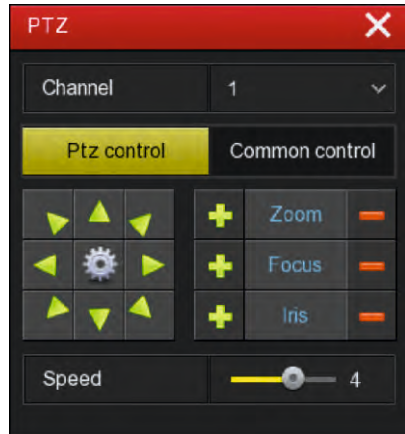 PTZ
Channel 1
Ptz control Common control
Zoom
Focus
Iris
Speed 4